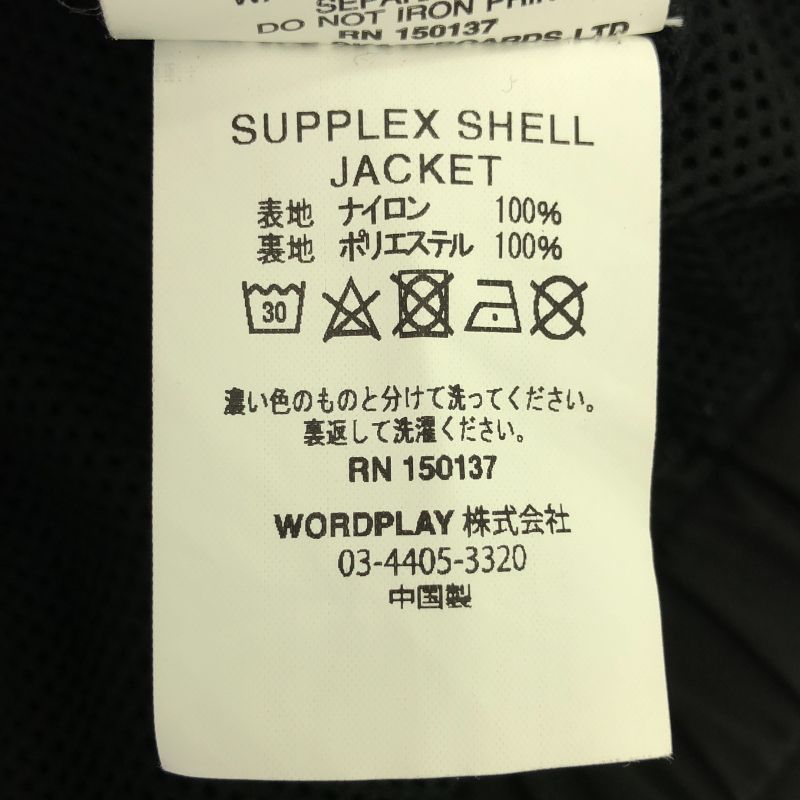 SEPARA
DO NOT IRON PRIN
RN 150137
LTD
SUPPLEX SHELL
JACKET
表地 ナイロン 100%
裏地 ポリエステル 100%
30
濃い色のものと分けて洗ってください。
裏返して洗濯ください。
RN 150137
WORDPLAY 株式会社
03-4405-3320
中国製